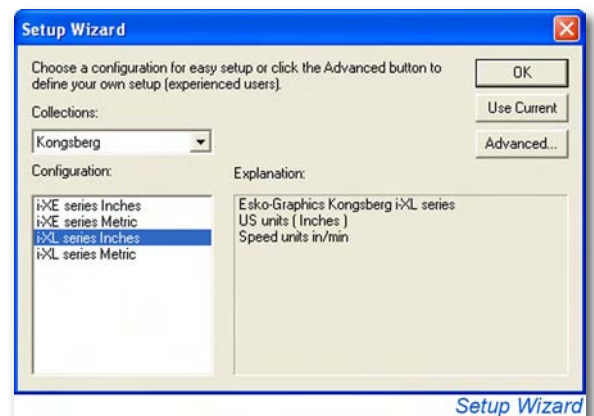 Setup Wizard
Choose a configuration for easy setup or click the Advanced button to
define your own setup (experienced users).
OK
Use Current
Advanced...
Collections:
Kongsberg
Configuration:
i-XE series Inches
i-XE series Metric
i-XL series Inches
i-XL series Metric
Explanation:
Esko-Graphics Kongsberg i-XL series
US units ( Inches )
Speed units in/min
Setup Wizard